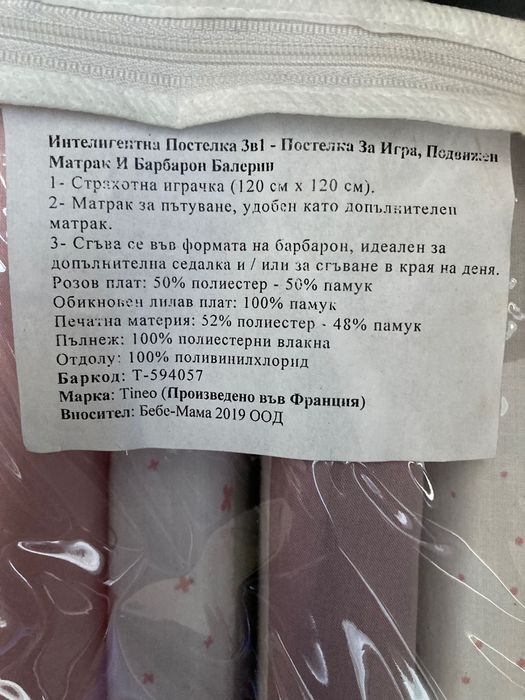 Интелигентна Постелка 3в1 - Постелка За Игра, Подвижен
Матрак И Барбарон Балерин
1- Страхотна играчка (120 см x 120 см).
2- Матрак за пътуване, удобен като допълнителен
матрак.
3- Сгъва се във формата на барбарон, идеален за
допълнителна седалка и / или за сгъване в края на деня.
Розов плат: 50% полиестер - 50% памук
Обикновен лилав плат: 100% памук
Печатна материя: 52% полиестер - 48% памук
Пълнеж: 100% полиестерни влакна
Отдолу: 100% поливинилхлорид
Баркод: T-594057
Марка: Tineo (Произведено във Франция)
Вносител: Бебе-Мама 2019 ООД